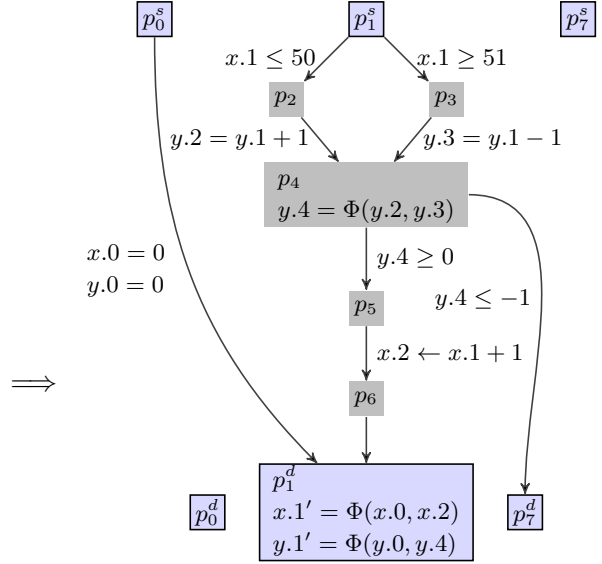 p_0^s p_1^s p_7^s
x.1 ≤ 50 x.1 ≥ 51
p_2 p_3
y.2 = y.1 + 1 y.3 = y.1 − 1
p_4
y.4 = Φ(y.2, y.3)
x.0 = 0
y.4 ≥ 0
y.0 = 0
y.4 ≤ −1
p_5
x.2 ← x.1 + 1
⟹
p_6
p_1^d
p_0^d x.1′ = Φ(x.0, x.2) p_7^d
y.1′ = Φ(y.0, y.4)